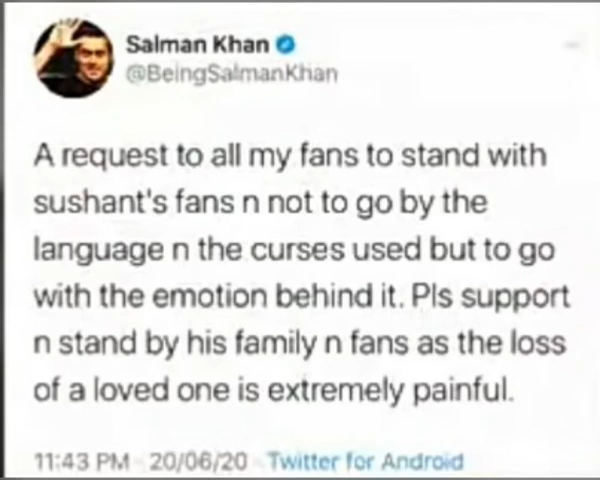 Salman Khan
@BeingSalmanKhan
A request to all my fans to stand with
sushant's fans n not to go by the
language n the curses used but to go
with the emotion behind it. Pls support
n stand by his family n fans as the loss
of a loved one is extremely painful.
11:43 PM · 20/06/20 · Twitter for Android